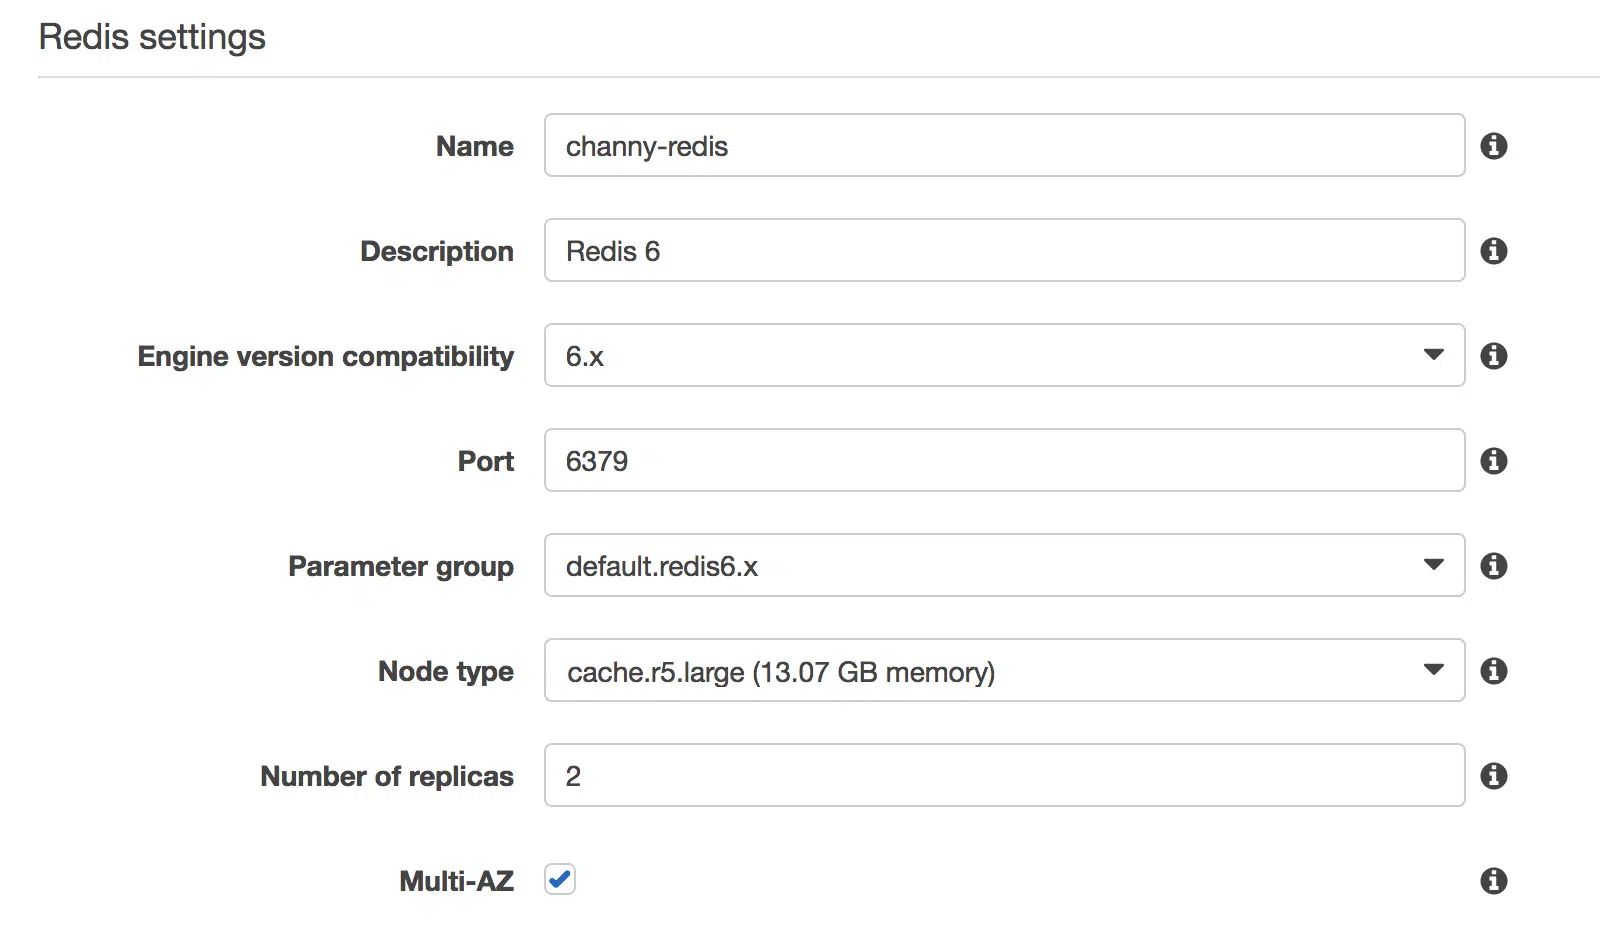 Redis settings
Name channy-redis
Description Redis 6
Engine version compatibility 6.x
Port 6379
Parameter group default.redis6.x
Node type cache.r5.large (13.07 GB memory)
Number of replicas 2
Multi-AZ